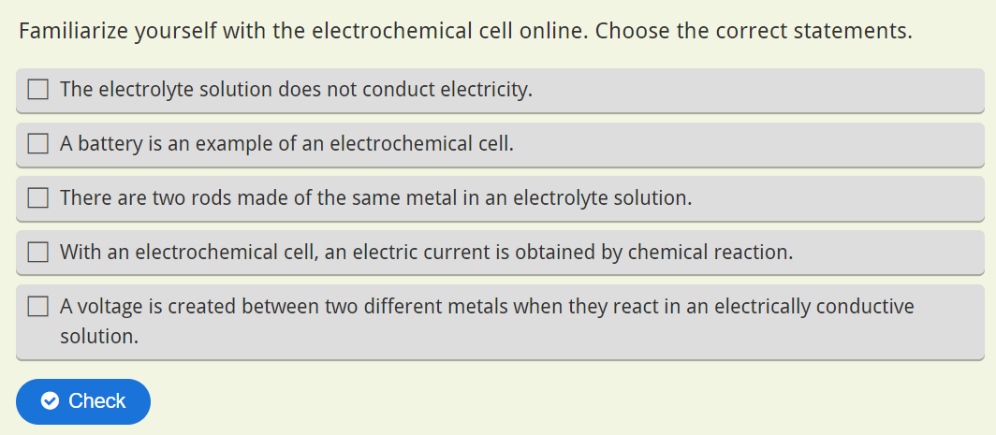 Familiarize yourself with the electrochemical cell online. Choose the correct statements.
The electrolyte solution does not conduct electricity.
A battery is an example of an electrochemical cell.
There are two rods made of the same metal in an electrolyte solution.
With an electrochemical cell, an electric current is obtained by chemical reaction.
A voltage is created between two different metals when they react in an electrically conductive
solution.
Check